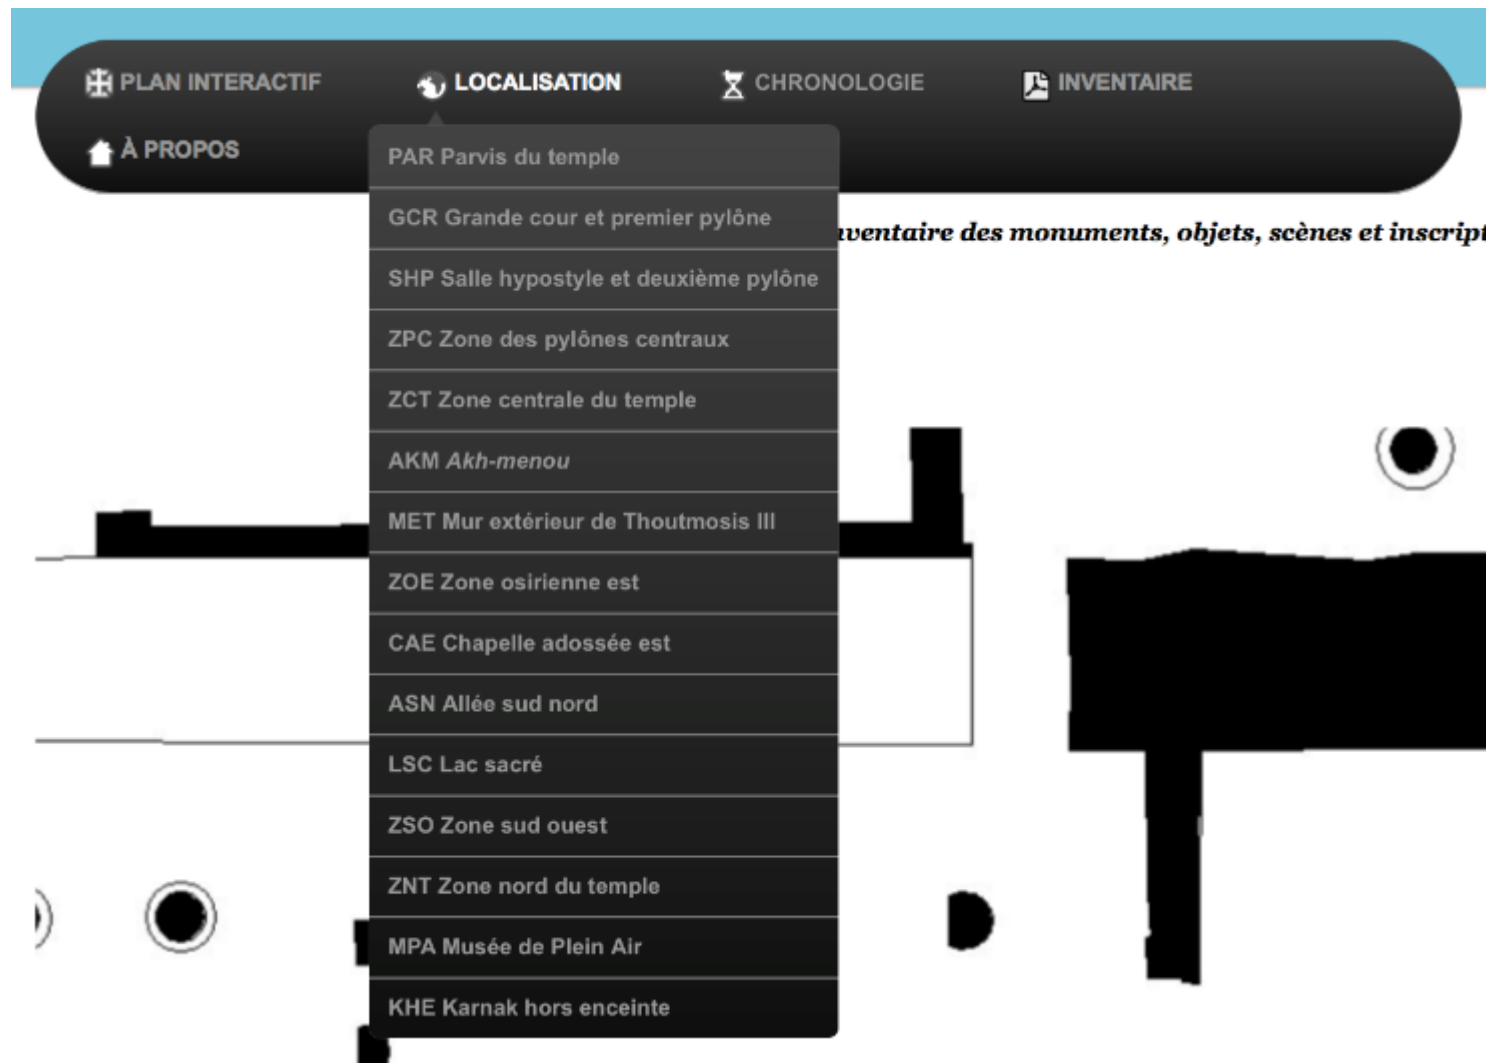 PLAN INTERACTIF
LOCALISATION
CHRONOLOGIE
INVENTAIRE
À PROPOS
PAR Parvis du temple
GCR Grande cour et premier pylône
SHP Salle hypostyle et deuxième pylône
ZPC Zone des pylônes centraux
ZCT Zone centrale du temple
AKM Akh-menou
MET Mur extérieur de Thoutmosis III
ZOE Zone osirienne est
CAE Chapelle adossée est
ASN Allée sud nord
LSC Lac sacré
ZSO Zone sud ouest
ZNT Zone nord du temple
MPA Musée de Plein Air
KHE Karnak hors enceinte
nventaire des monuments, objets, scènes et inscript